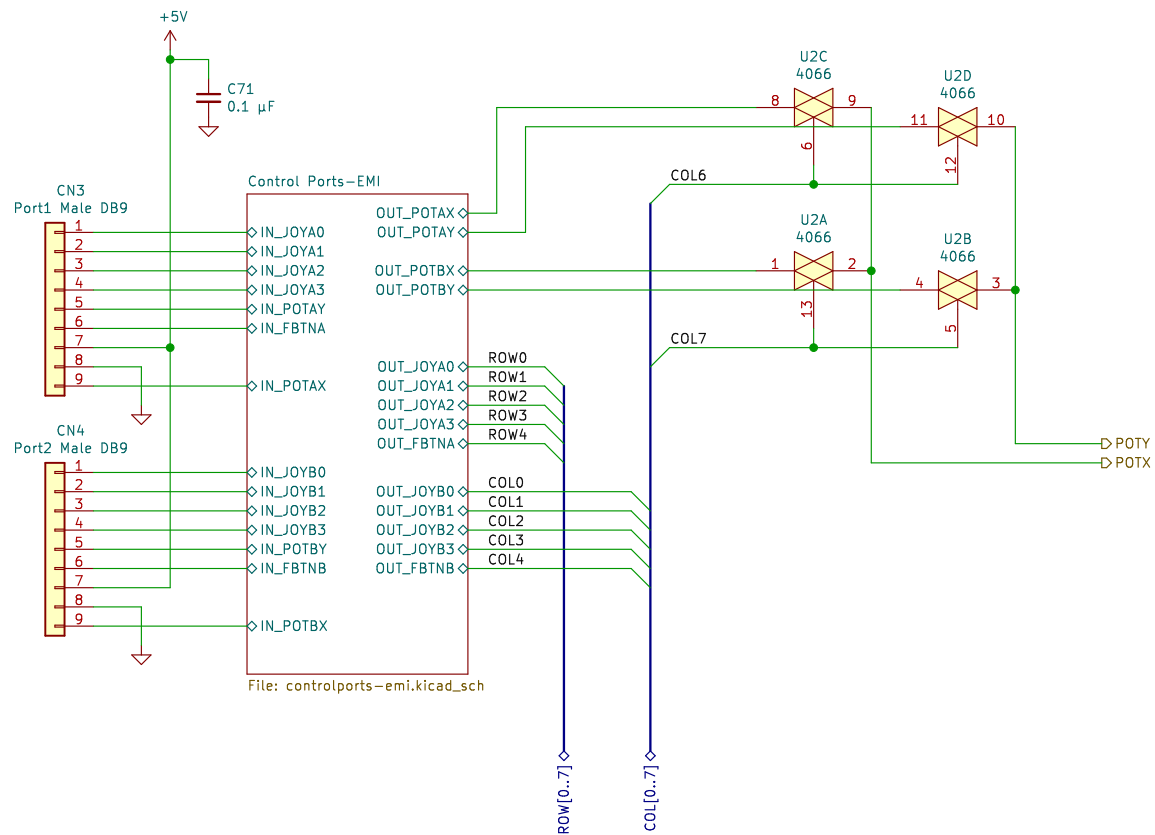 +5V
C71
0.1 µF
U2C
4066
8
9
6
U2D
4066
11
10
12
COL6
U2A
4066
1
2
13
U2B
4066
4
3
5
COL7
CN3
Port1 Male DB9
1
2
3
4
5
6
7
8
9
CN4
Port2 Male DB9
1
2
3
4
5
6
7
8
9
Control Ports-EMI
IN_JOYA0
IN_JOYA1
IN_JOYA2
IN_JOYA3
IN_POTAY
IN_FBTNA
IN_POTAX
IN_JOYB0
IN_JOYB1
IN_JOYB2
IN_JOYB3
IN_POTBY
IN_FBTNB
IN_POTBX
OUT_POTAX
OUT_POTAY
OUT_POTBX
OUT_POTBY
OUT_JOYA0
OUT_JOYA1
OUT_JOYA2
OUT_JOYA3
OUT_FBTNA
OUT_JOYB0
OUT_JOYB1
OUT_JOYB2
OUT_JOYB3
OUT_FBTNB
ROW0
ROW1
ROW2
ROW3
ROW4
COL0
COL1
COL2
COL3
COL4
File: controlports-emi.kicad_sch
POTY
POTX
ROW[0..7]
COL[0..7]